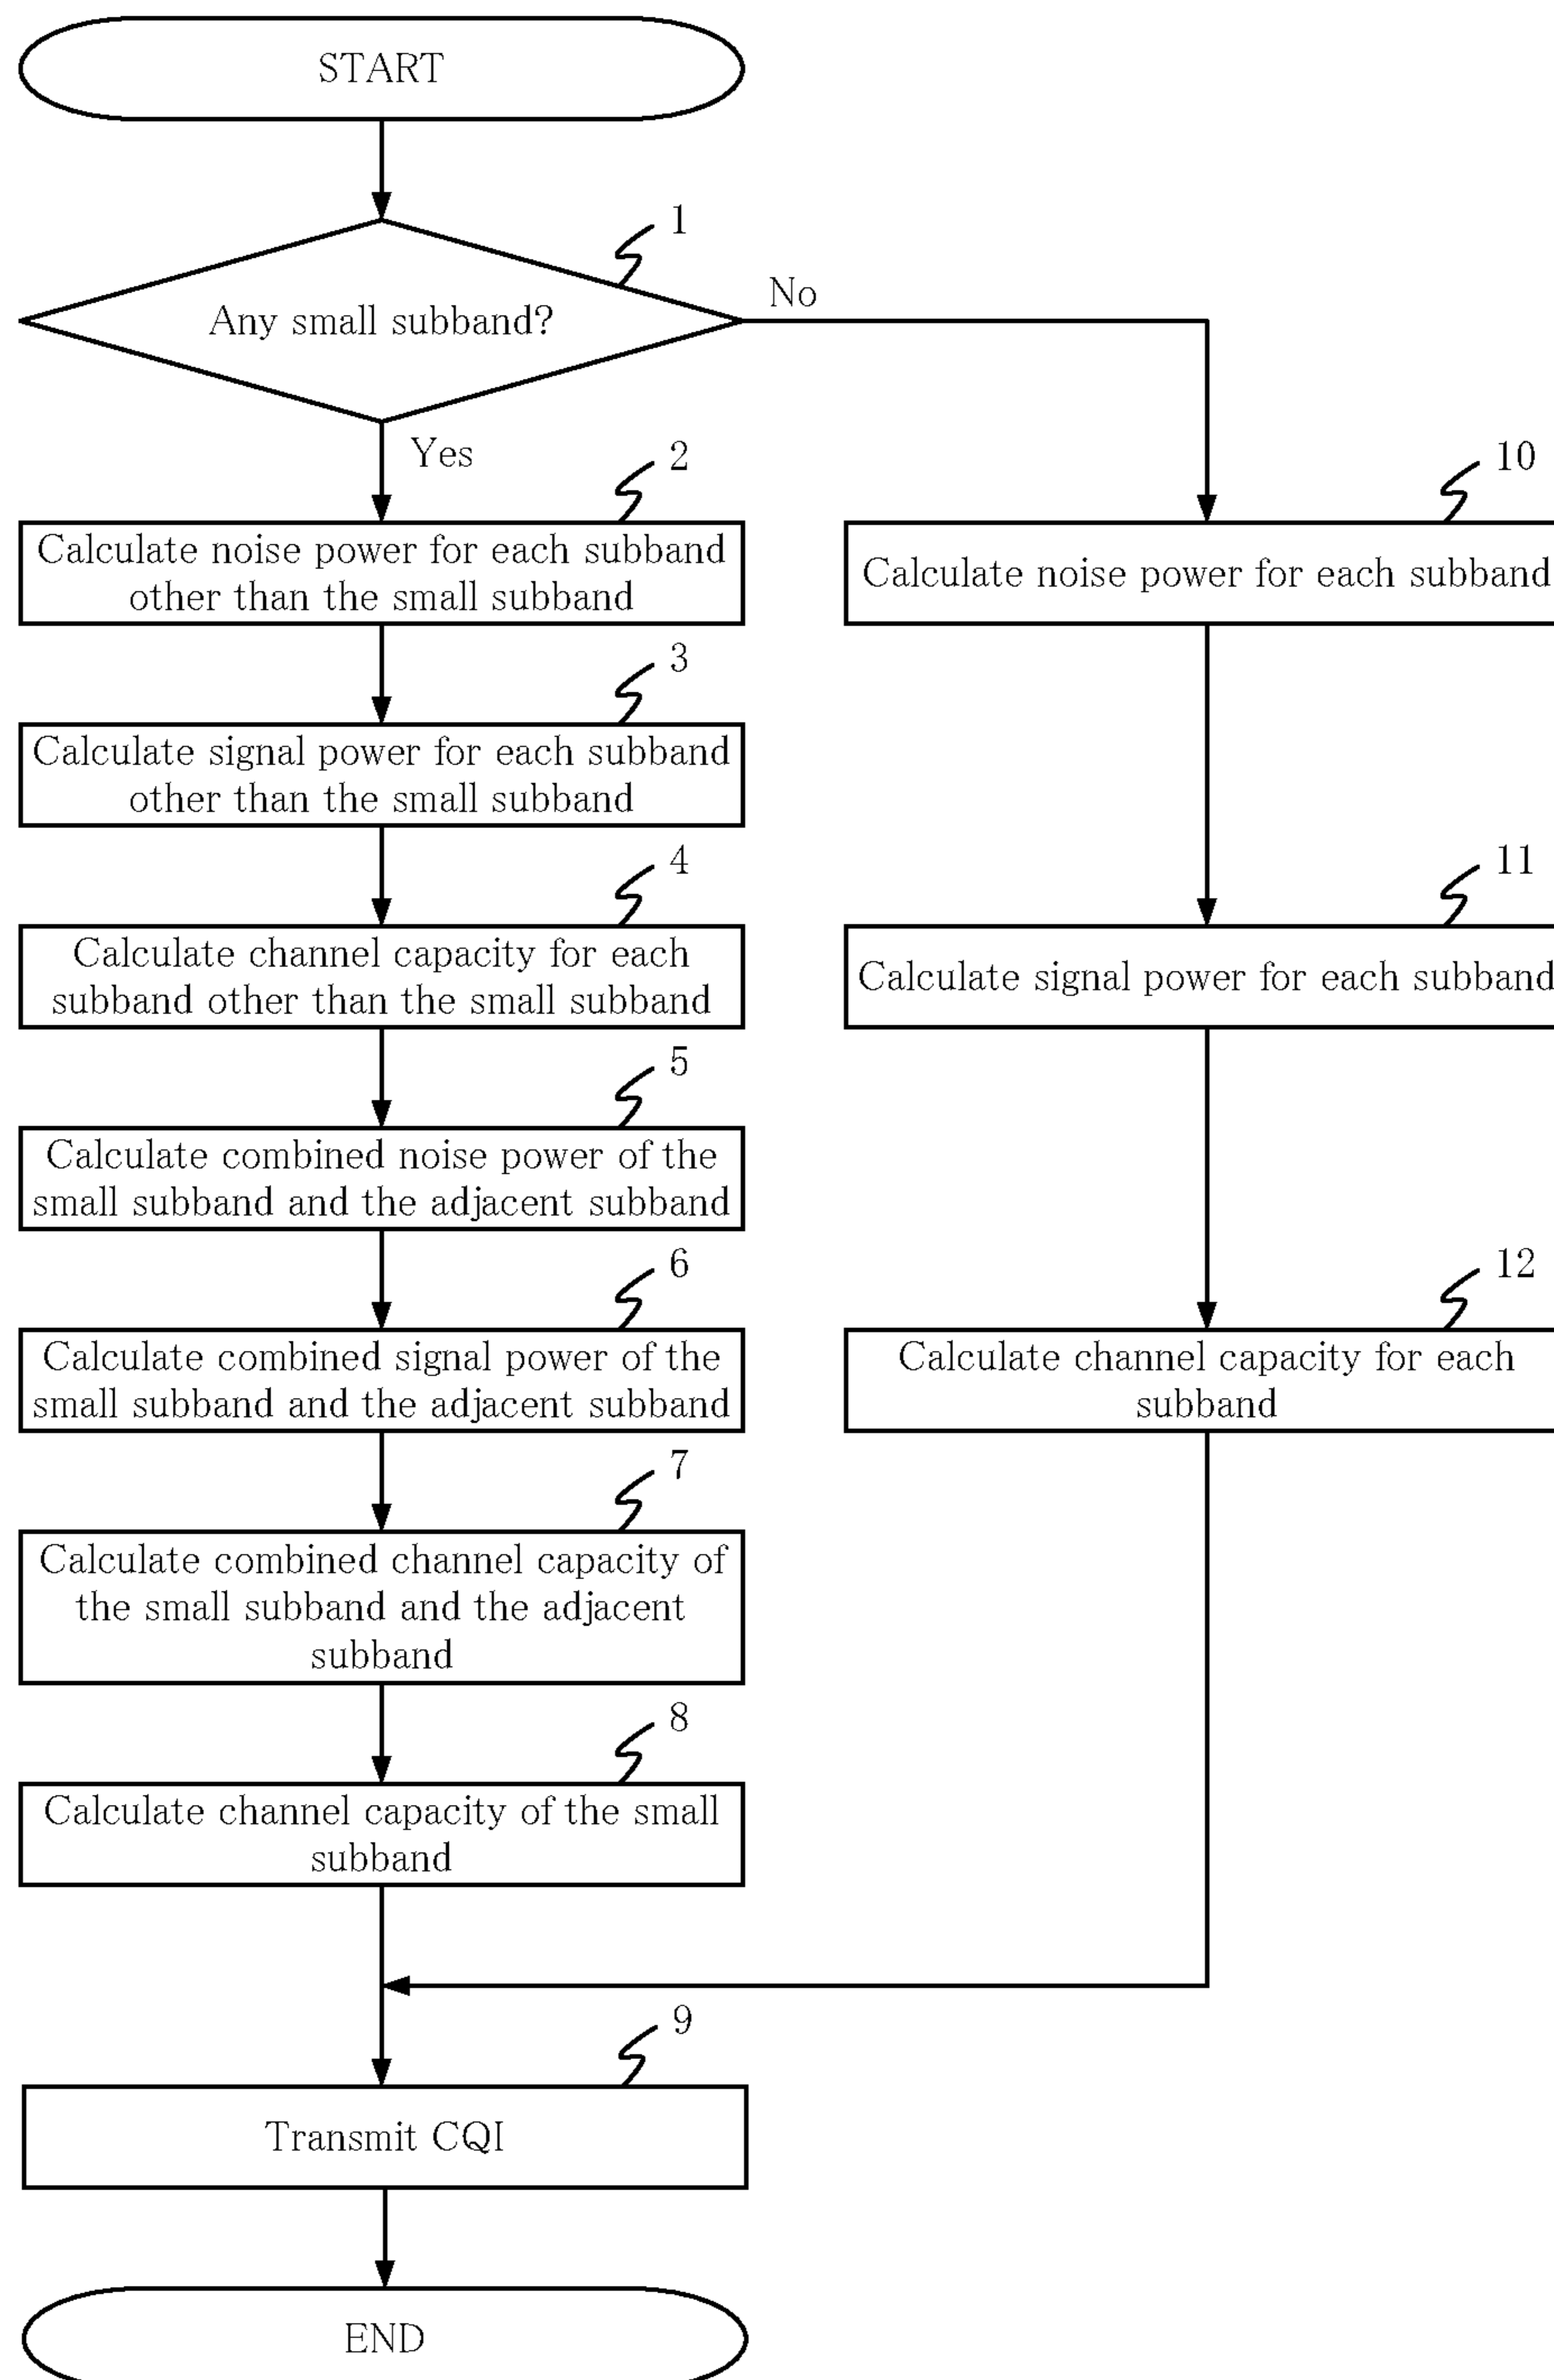 START
1
Any small subband?
No
Yes
2
Calculate noise power for each subband
other than the small subband
3
Calculate signal power for each subband
other than the small subband
4
Calculate channel capacity for each
subband other than the small subband
5
Calculate combined noise power of the
small subband and the adjacent subband
6
Calculate combined signal power of the
small subband and the adjacent subband
7
Calculate combined channel capacity of
the small subband and the adjacent
subband
8
Calculate channel capacity of the small
subband
10
Calculate noise power for each subband
11
Calculate signal power for each subband
12
Calculate channel capacity for each
subband
9
Transmit CQI
END